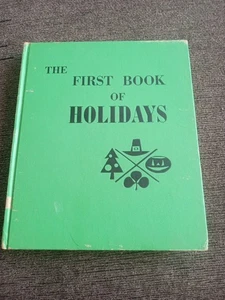 THE
FIRST BOOK
OF
HOLIDAYS